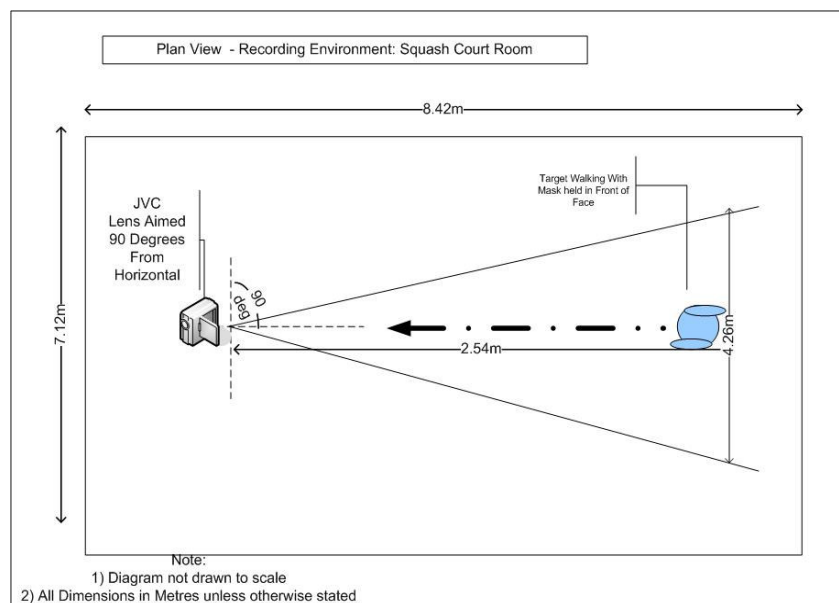 Plan View  - Recording Environment: Squash Court Room
8.42m
Target Walking With
Mask held in Front of
Face
JVC
Lens Aimed
90 Degrees
From
Horizontal
90
deg
7.12m
2.54m
4.26m
Note:
1) Diagram not drawn to scale
2) All Dimensions in Metres unless otherwise stated